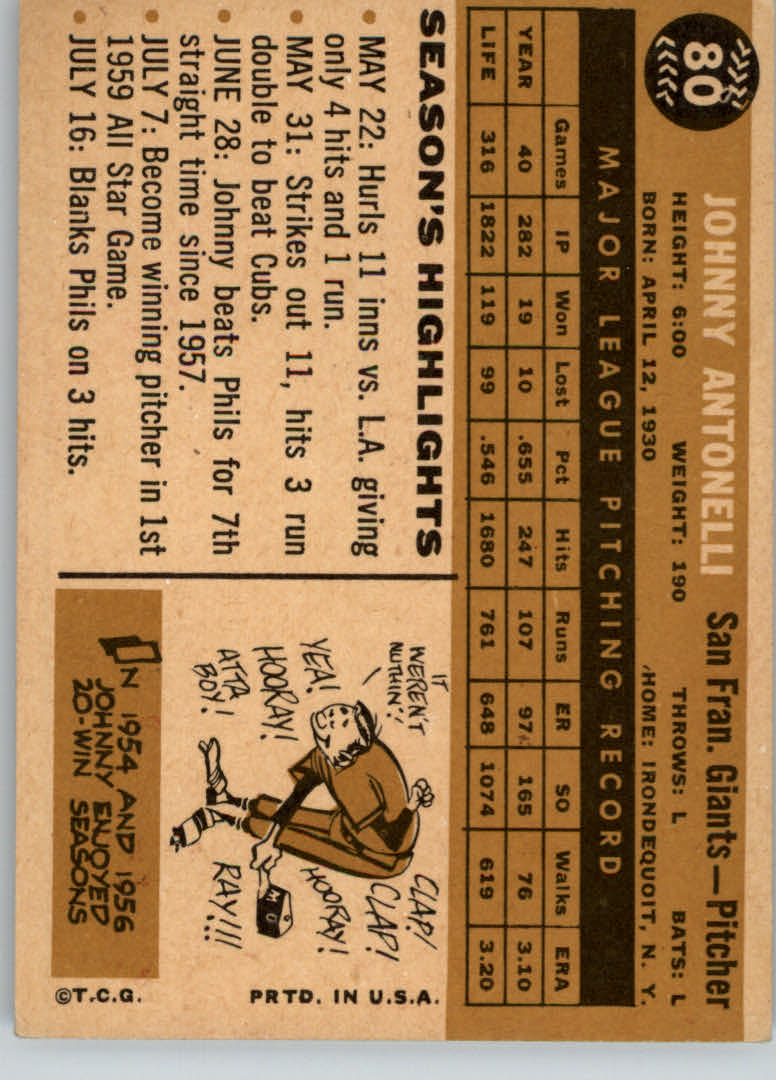 80
JOHNNY ANTONELLI San Fran. Giants—Pitcher
HEIGHT: 6:00 WEIGHT: 190 THROWS: L BATS: L
BORN: APRIL 12, 1930 HOME: IRONDEQUOIT, N. Y.
MAJOR LEAGUE PITCHING RECORD
Games IP Won Lost Pct Hits Runs ER SO Walks ERA
YEAR 40 282 19 10 .655 247 107 97 165 76 3.10
LIFE 316 1822 119 99 .546 1680 761 648 1074 619 3.20
SEASON'S HIGHLIGHTS
• MAY 22: Hurls 11 inns vs. L.A. giving
only 4 hits and 1 run.
• MAY 31: Strikes out 11, hits 3 run
double to beat Cubs.
• JUNE 28: Johnny beats Phils for 7th
straight time since 1957.
• JULY 7: Become winning pitcher in 1st
1959 All Star Game.
• JULY 16: Blanks Phils on 3 hits.
IT
WEREN'T
NUTHIN'!
YEA!
HOORAY!
ATTA
BOY!
CLAP!
CLAP!
HOORAY!
RAY!!!
MO
IN 1954 AND 1956
JOHNNY ENJOYED
20-WIN SEASONS
©T.C.G. PRTD. IN U.S.A.